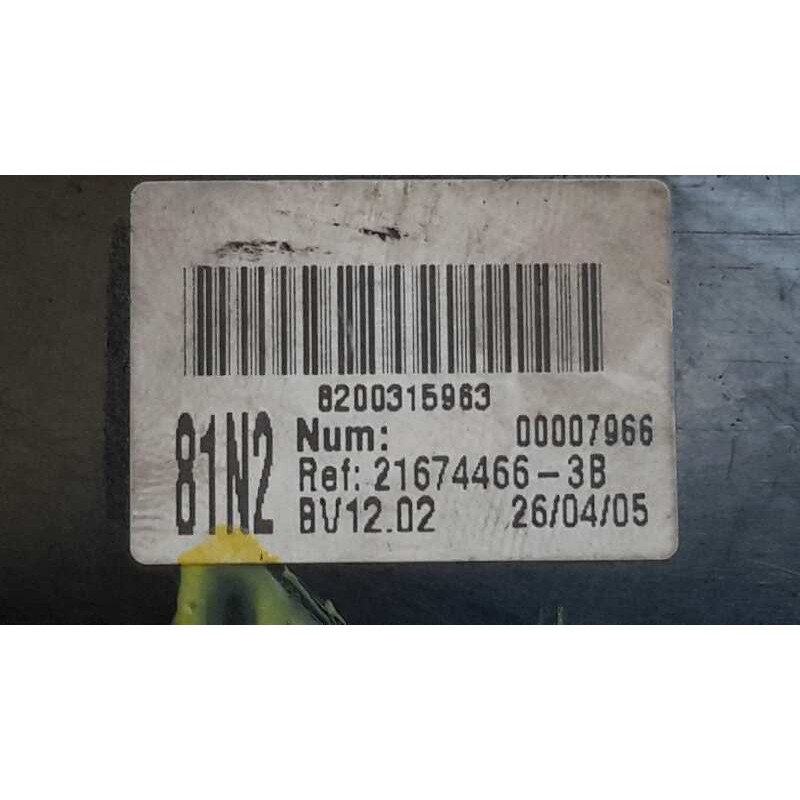 8200315963
81N2
Num: 00007966
Ref: 21674466-3B
BV12.02 26/04/05